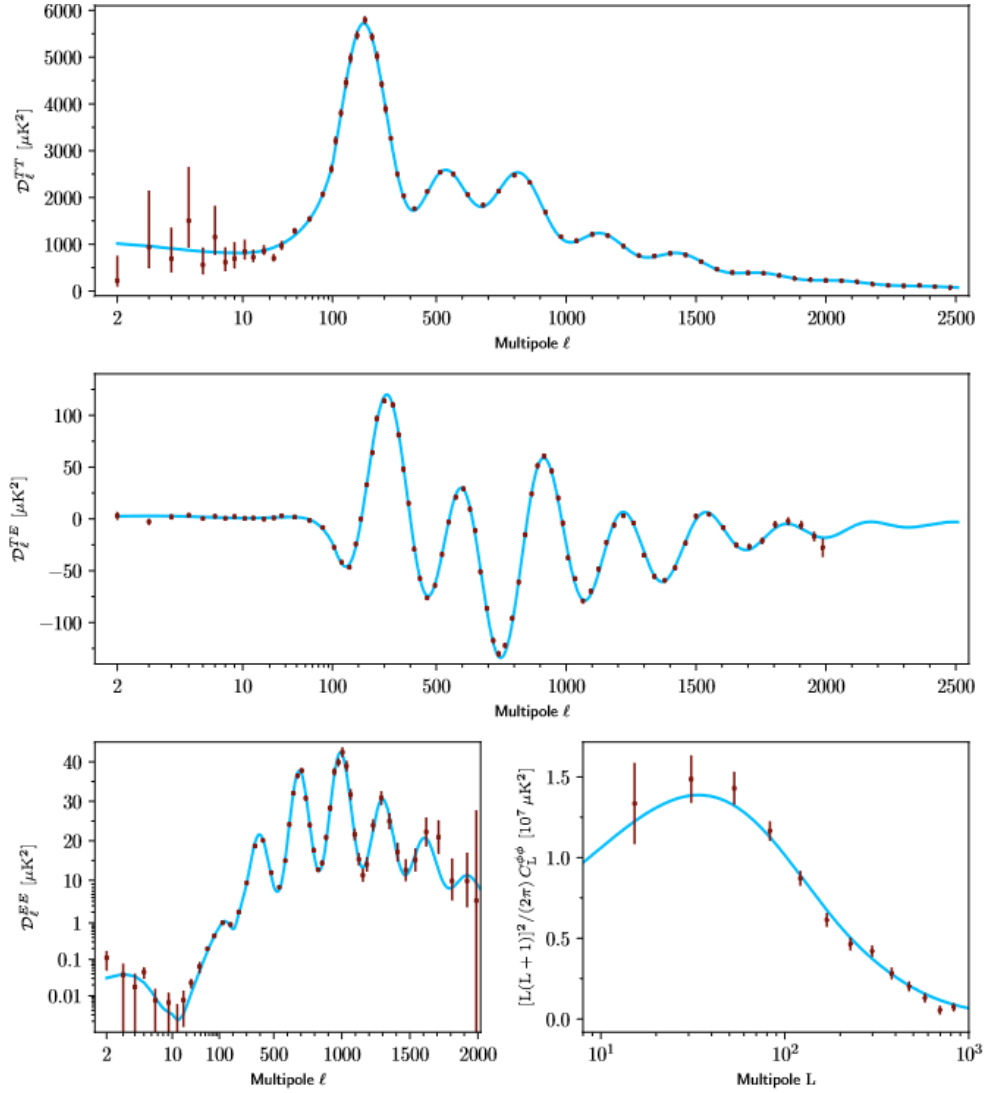 6000
5000
4000
3000
2000
1000
0
𝒟ℓ^TT [μK²]
2 10 100 500 1000 1500 2000 2500
Multipole ℓ
100
50
0
−50
−100
𝒟ℓ^TE [μK²]
2 10 100 500 1000 1500 2000 2500
Multipole ℓ
40
30
20
10
1
0.1
0.01
𝒟ℓ^EE [μK²]
2 10 100 500 1000 1500 2000
Multipole ℓ
1.5
1.0
0.5
0.0
[L(L + 1)]²/(2π) C_L^ϕϕ [10⁷ μK²]
10¹ 10² 10³
Multipole L